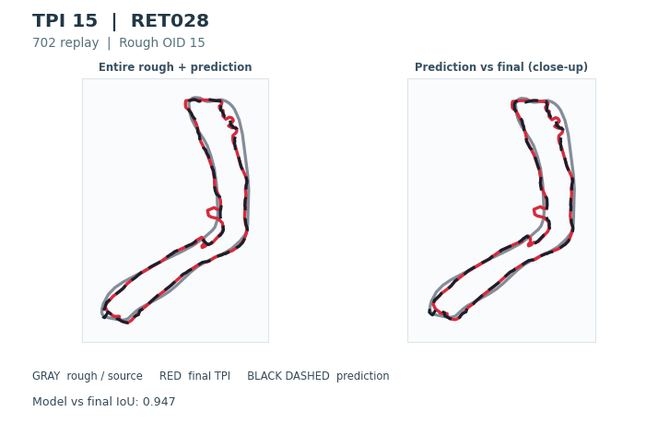 TPI 15 | RET028
702 replay | Rough OID 15
Entire rough + prediction
Prediction vs final (close-up)
GRAY rough / source RED final TPI BLACK DASHED prediction
Model vs final IoU: 0.947